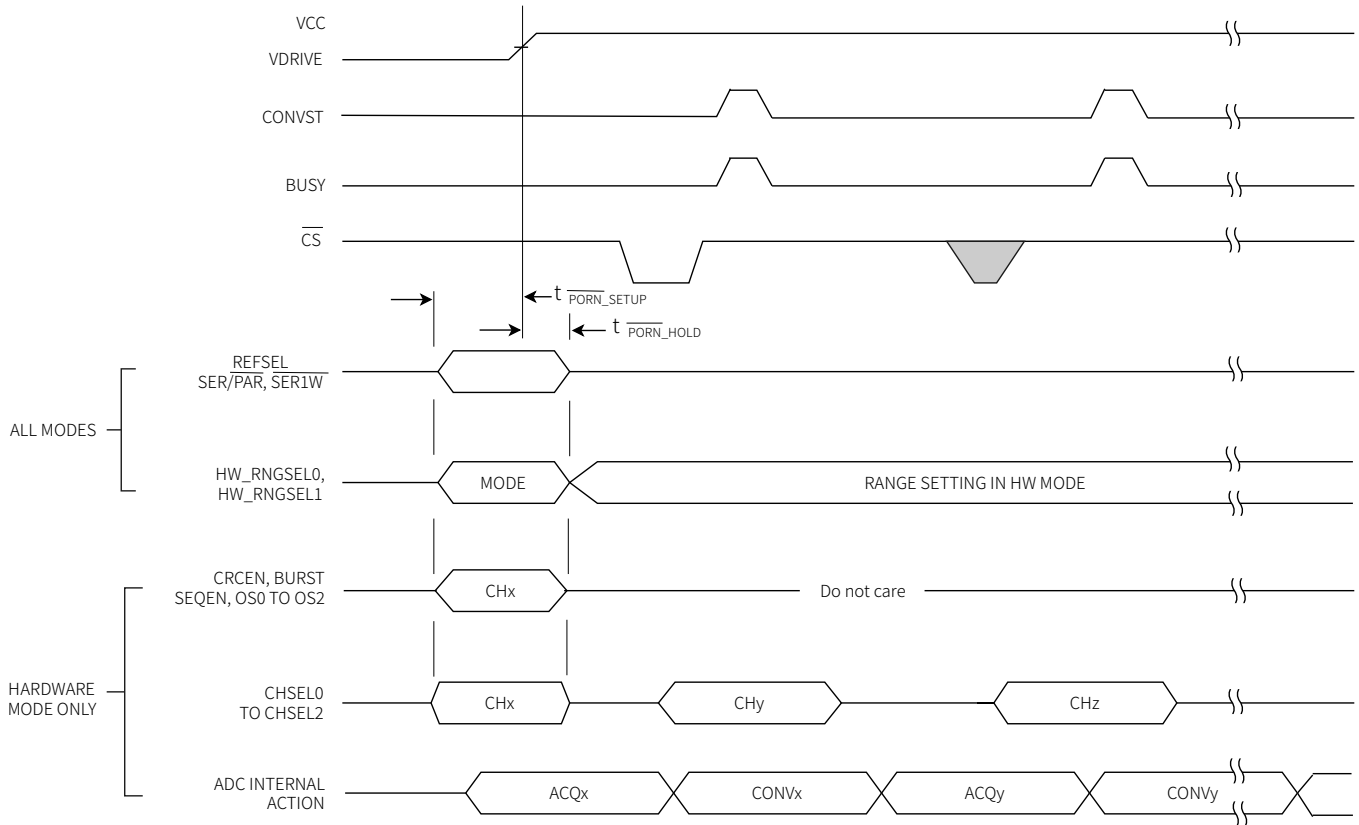 VCC
VDRIVE
CONVST
BUSY
CS
t PORN_SETUP
t PORN_HOLD
REFSEL
SER/PAR, SER1W
ALL MODES
HW_RNGSEL0,
HW_RNGSEL1
MODE
RANGE SETTING IN HW MODE
CRCEN, BURST
SEQEN, OS0 TO OS2
CHx
Do not care
HARDWARE
MODE ONLY
CHSEL0
TO CHSEL2
CHx
CHy
CHz
ADC INTERNAL
ACTION
ACQx
CONVx
ACQy
CONVy